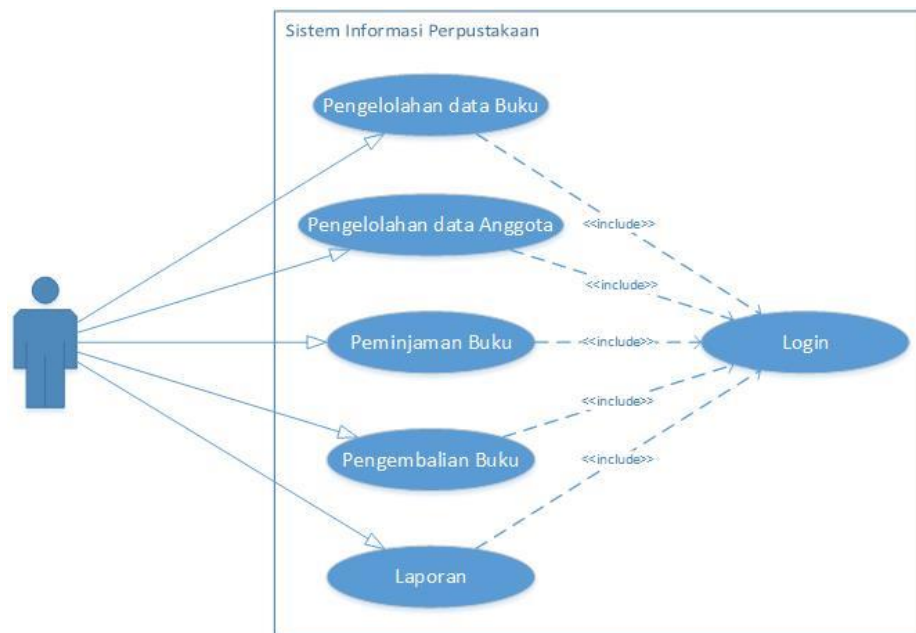 Sistem Informasi Perpustakaan
Pengelolahan data Buku
Pengelolahan data Anggota
<<include>>
<<include>>
Peminjaman Buku
<<include>>
Login
<<include>>
Pengembalian Buku
<<include>>
Laporan